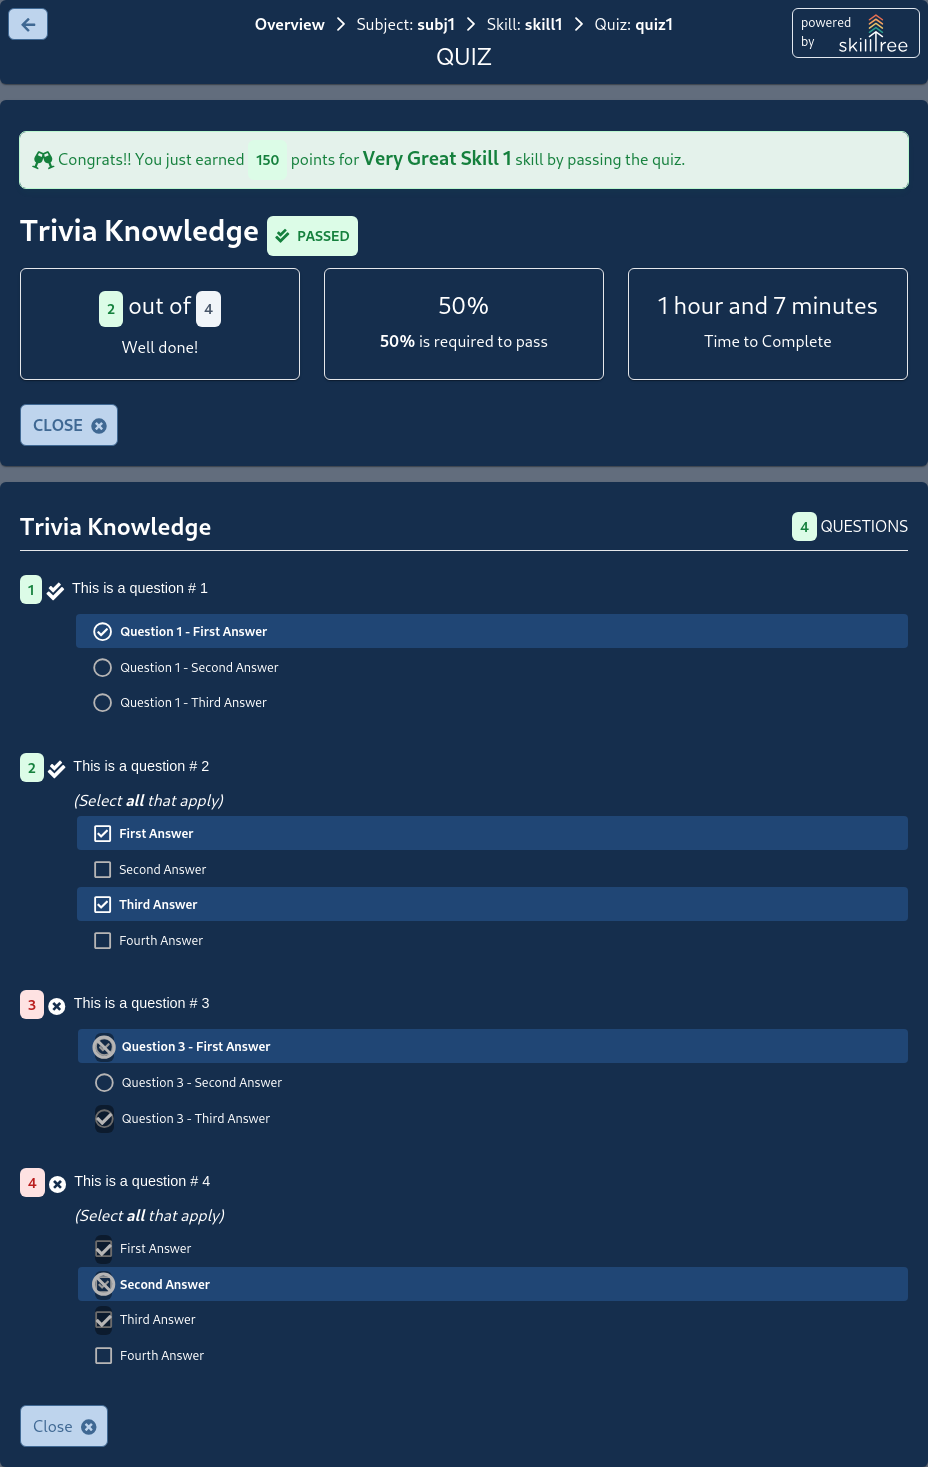 Overview > Subject: subj1 > Skill: skill1 > Quiz: quiz1
QUIZ
powered
by skilltree
Congrats!! You just earned 150 points for Very Great Skill 1 skill by passing the quiz.
Trivia Knowledge PASSED
2 out of 4
Well done!
50%
50% is required to pass
1 hour and 7 minutes
Time to Complete
CLOSE
Trivia Knowledge
4 QUESTIONS
1 This is a question # 1
Question 1 - First Answer
Question 1 - Second Answer
Question 1 - Third Answer
2 This is a question # 2
(Select all that apply)
First Answer
Second Answer
Third Answer
Fourth Answer
3 This is a question # 3
Question 3 - First Answer
Question 3 - Second Answer
Question 3 - Third Answer
4 This is a question # 4
(Select all that apply)
First Answer
Second Answer
Third Answer
Fourth Answer
Close